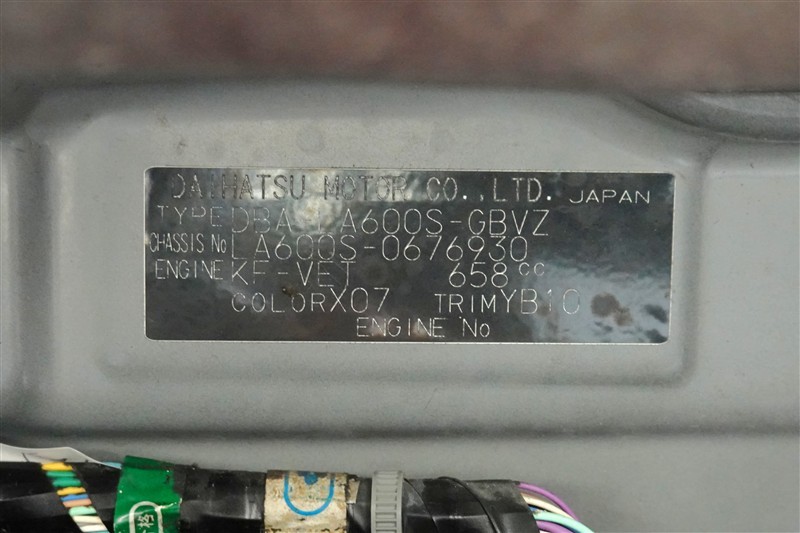 DAIHATSU MOTOR CO.,LTD. JAPAN
TYPE DBA-LA600S-GBVZ
CHASSIS No LA600S-0676930
ENGINE KF-VET 658cc
COLOR X07 TRIM YB10
ENGINE No